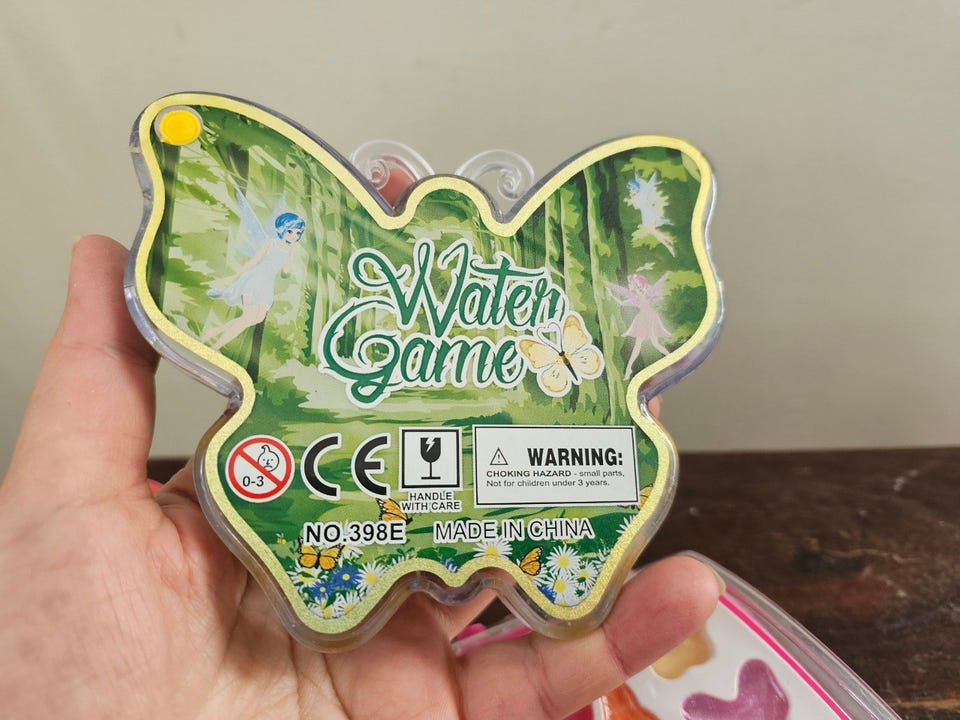 Water
Game
0-3
CE
HANDLE
WITH CARE
WARNING:
CHOKING HAZARD - small parts,
Not for children under 3 years.
NO.398E MADE IN CHINA